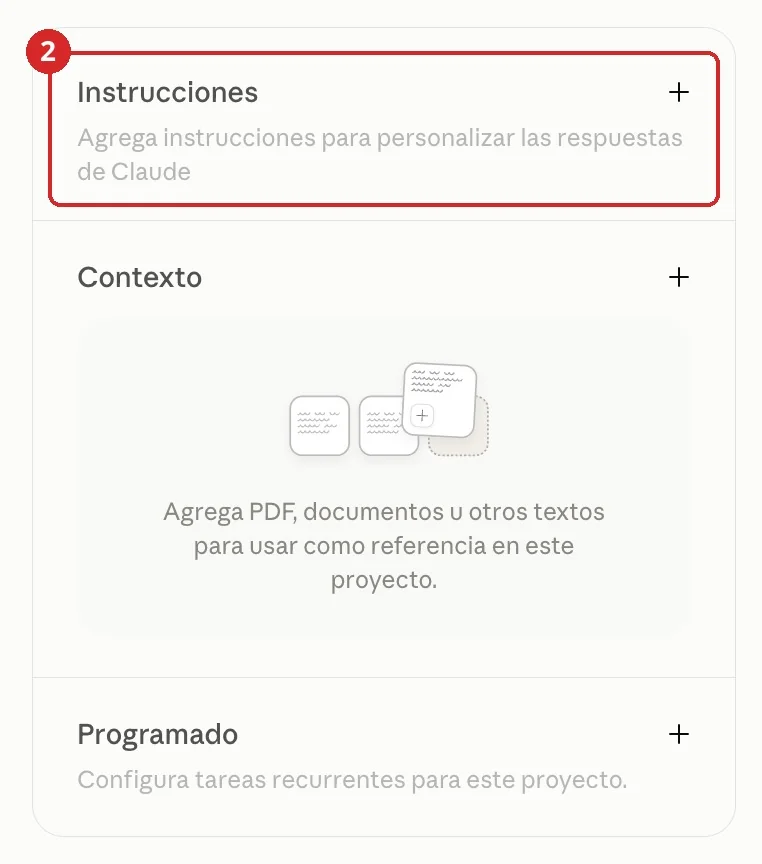 2
Instrucciones
Agrega instrucciones para personalizar las respuestas
de Claude
Contexto
Agrega PDF, documentos u otros textos
para usar como referencia en este
proyecto.
Programado
Configura tareas recurrentes para este proyecto.